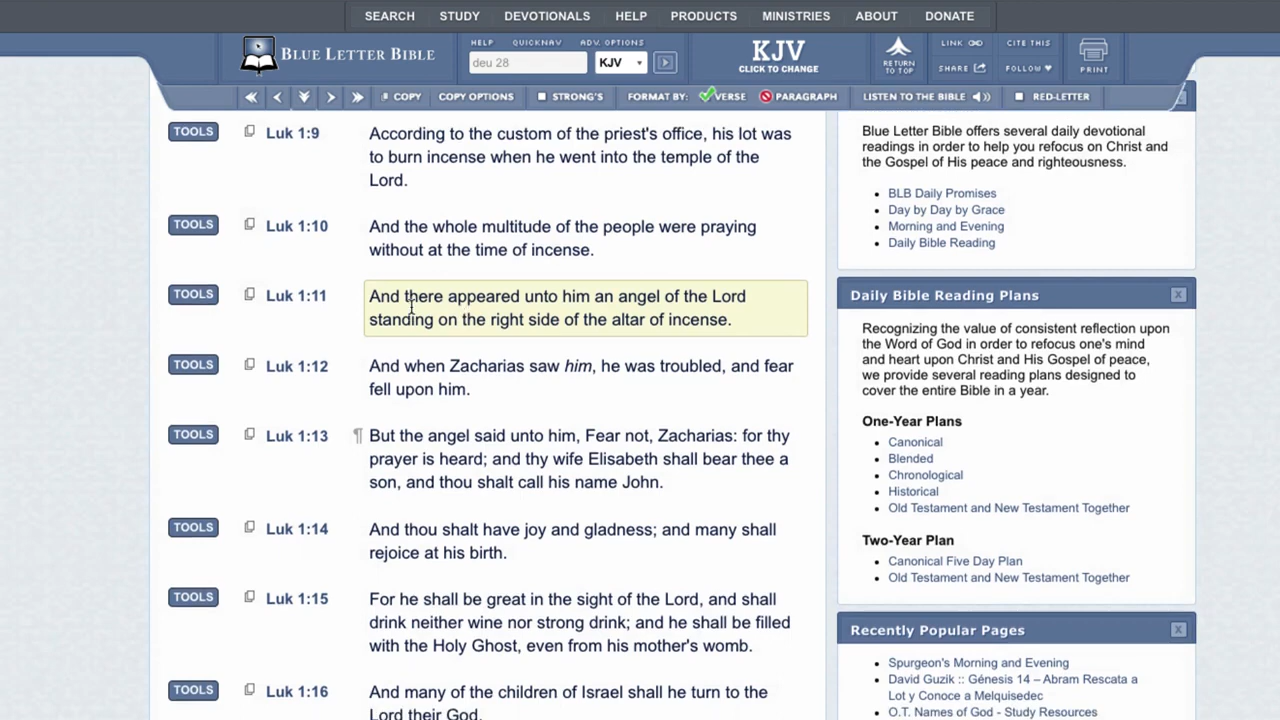 SEARCH STUDY DEVOTIONALS HELP PRODUCTS MINISTRIES ABOUT DONATE
BLUE LETTER BIBLE
HELP QUICKNAV ADV. OPTIONS
deu 28 KJV
KJV
CLICK TO CHANGE
RETURN
TO TOP
LINK CITE THIS
SHARE FOLLOW
PRINT
COPY COPY OPTIONS STRONG'S FORMAT BY: VERSE PARAGRAPH LISTEN TO THE BIBLE RED-LETTER
TOOLS Luk 1:9 According to the custom of the priest's office, his lot was
to burn incense when he went into the temple of the
Lord.
TOOLS Luk 1:10 And the whole multitude of the people were praying
without at the time of incense.
TOOLS Luk 1:11 And there appeared unto him an angel of the Lord
standing on the right side of the altar of incense.
TOOLS Luk 1:12 And when Zacharias saw him, he was troubled, and fear
fell upon him.
TOOLS Luk 1:13 ¶ But the angel said unto him, Fear not, Zacharias: for thy
prayer is heard; and thy wife Elisabeth shall bear thee a
son, and thou shalt call his name John.
TOOLS Luk 1:14 And thou shalt have joy and gladness; and many shall
rejoice at his birth.
TOOLS Luk 1:15 For he shall be great in the sight of the Lord, and shall
drink neither wine nor strong drink; and he shall be filled
with the Holy Ghost, even from his mother's womb.
TOOLS Luk 1:16 And many of the children of Israel shall he turn to the
Lord their God.
Blue Letter Bible offers several daily devotional
readings in order to help you refocus on Christ and
the Gospel of His peace and righteousness.
• BLB Daily Promises
• Day by Day by Grace
• Morning and Evening
• Daily Bible Reading
Daily Bible Reading Plans X
Recognizing the value of consistent reflection upon
the Word of God in order to refocus one's mind
and heart upon Christ and His Gospel of peace,
we provide several reading plans designed to
cover the entire Bible in a year.
One-Year Plans
• Canonical
• Blended
• Chronological
• Historical
• Old Testament and New Testament Together
Two-Year Plan
• Canonical Five Day Plan
• Old Testament and New Testament Together
Recently Popular Pages X
• Spurgeon's Morning and Evening
• David Guzik :: Génesis 14 – Abram Rescata a
Lot y Conoce a Melquisedec
• O.T. Names of God - Study Resources